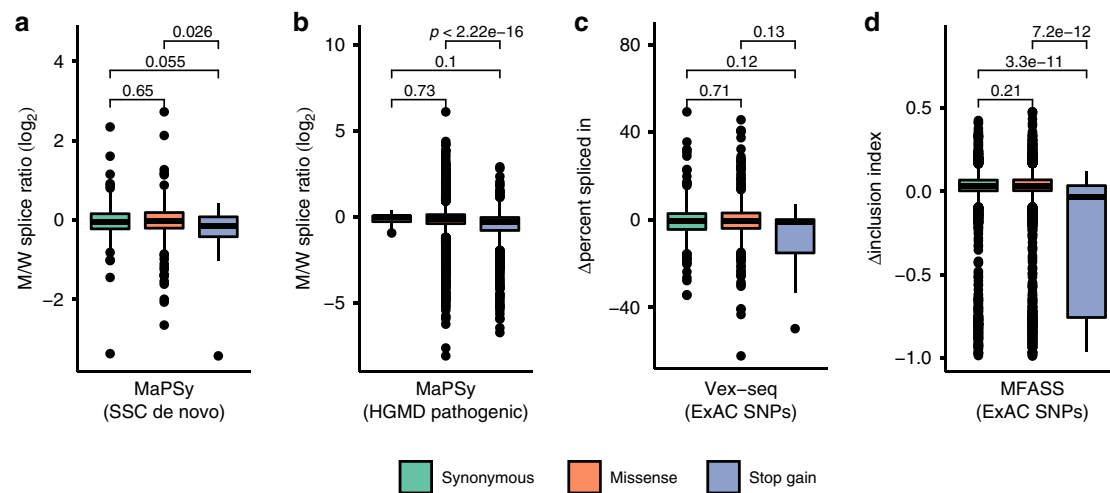 a
M/W splice ratio (log2)
4
2
0
−2
0.026
0.055
0.65
MaPSy
(SSC de novo)
b
M/W splice ratio (log2)
10
5
0
−5
p < 2.22e−16
0.1
0.73
MaPSy
(HGMD pathogenic)
c
Δpercent spliced in
80
40
0
−40
0.13
0.12
0.71
Vex−seq
(ExAC SNPs)
d
Δinclusion index
0.5
0.0
−0.5
−1.0
7.2e−12
3.3e−11
0.21
MFASS
(ExAC SNPs)
Synonymous
Missense
Stop gain